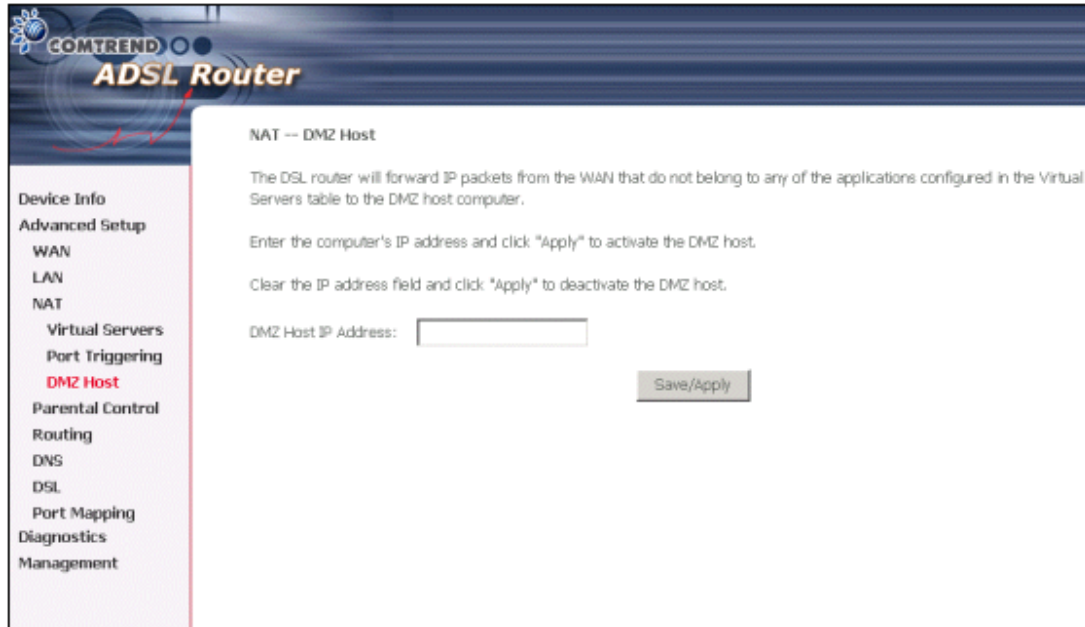 COMTREND
ADSL Router
NAT -- DMZ Host
The DSL router will forward IP packets from the WAN that do not belong to any of the applications configured in the Virtual
Servers table to the DMZ host computer.
Enter the computer's IP address and click "Apply" to activate the DMZ host.
Clear the IP address field and click "Apply" to deactivate the DMZ host.
DMZ Host IP Address:
Save/Apply
Device Info
Advanced Setup
WAN
LAN
NAT
Virtual Servers
Port Triggering
DMZ Host
Parental Control
Routing
DNS
DSL
Port Mapping
Diagnostics
Management